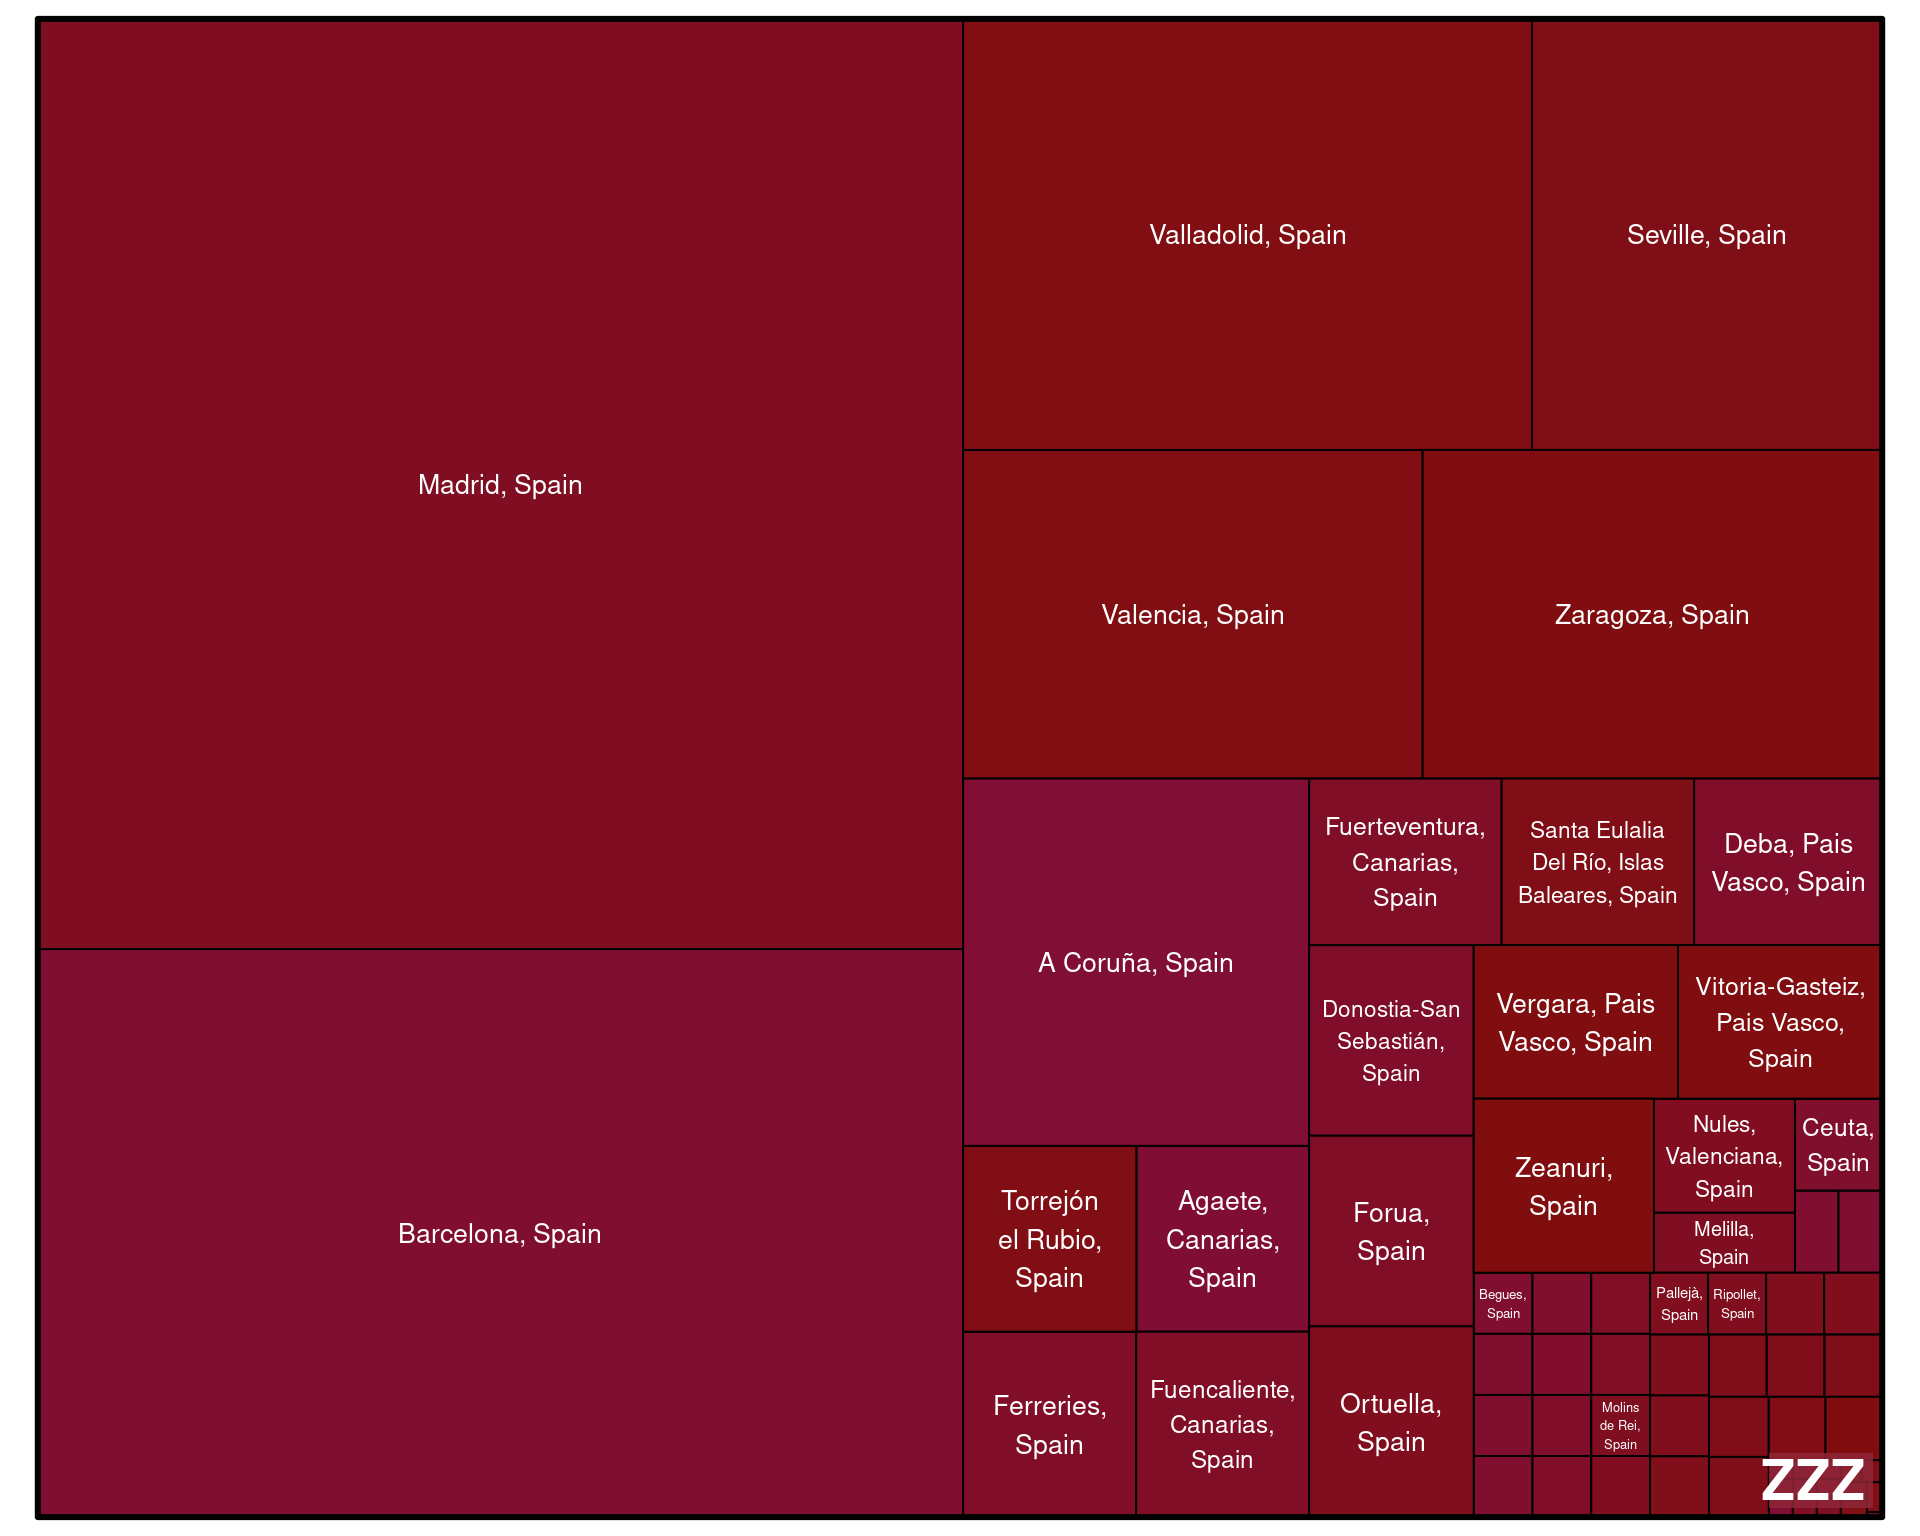 Madrid, Spain
Barcelona, Spain
Valladolid, Spain
Seville, Spain
Valencia, Spain
Zaragoza, Spain
A Coruña, Spain
Fuerteventura,
Canarias,
Spain
Santa Eulalia
Del Río, Islas
Baleares, Spain
Deba, Pais
Vasco, Spain
Donostia-San
Sebastián,
Spain
Vergara, Pais
Vasco, Spain
Vitoria-Gasteiz,
Pais Vasco,
Spain
Zeanuri,
Spain
Nules,
Valenciana,
Spain
Ceuta,
Spain
Melilla,
Spain
Torrejón
el Rubio,
Spain
Agaete,
Canarias,
Spain
Forua,
Spain
Ferreries,
Spain
Fuencaliente,
Canarias,
Spain
Ortuella,
Spain
Begues,
Spain
Pallejà,
Spain
Ripollet,
Spain
Molins
de Rei,
Spain
ZZZ